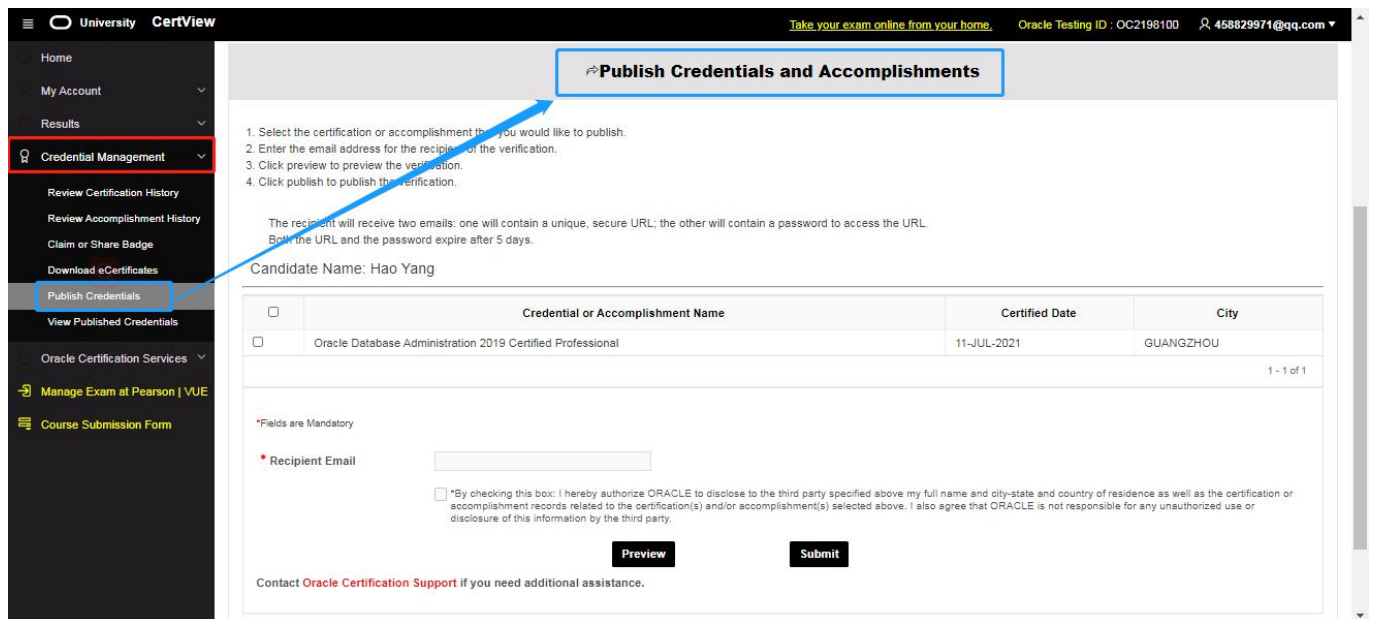 University CertView
Take your exam online from your home. Oracle Testing ID : OC2198100 458829971@qq.com
Home
My Account
Results
Credential Management
Review Certification History
Review Accomplishment History
Claim or Share Badge
Download eCertificates
Publish Credentials
View Published Credentials
Oracle Certification Services
Manage Exam at Pearson | VUE
Course Submission Form
Publish Credentials and Accomplishments
1. Select the certification or accomplishment that you would like to publish.
2. Enter the email address for the recipient of the verification.
3. Click preview to preview the verification.
4. Click publish to publish the verification.
The recipient will receive two emails: one will contain a unique, secure URL; the other will contain a password to access the URL.
Both the URL and the password expire after 5 days.
Candidate Name: Hao Yang
Credential or Accomplishment Name Certified Date City
Oracle Database Administration 2019 Certified Professional 11-JUL-2021 GUANGZHOU
1 - 1 of 1
*Fields are Mandatory
* Recipient Email
*By checking this box: I hereby authorize ORACLE to disclose to the third party specified above my full name and city-state and country of residence as well as the certification or
accomplishment records related to the certification(s) and/or accomplishment(s) selected above. I also agree that ORACLE is not responsible for any unauthorized use or
disclosure of this information by the third party.
Preview Submit
Contact Oracle Certification Support if you need additional assistance.